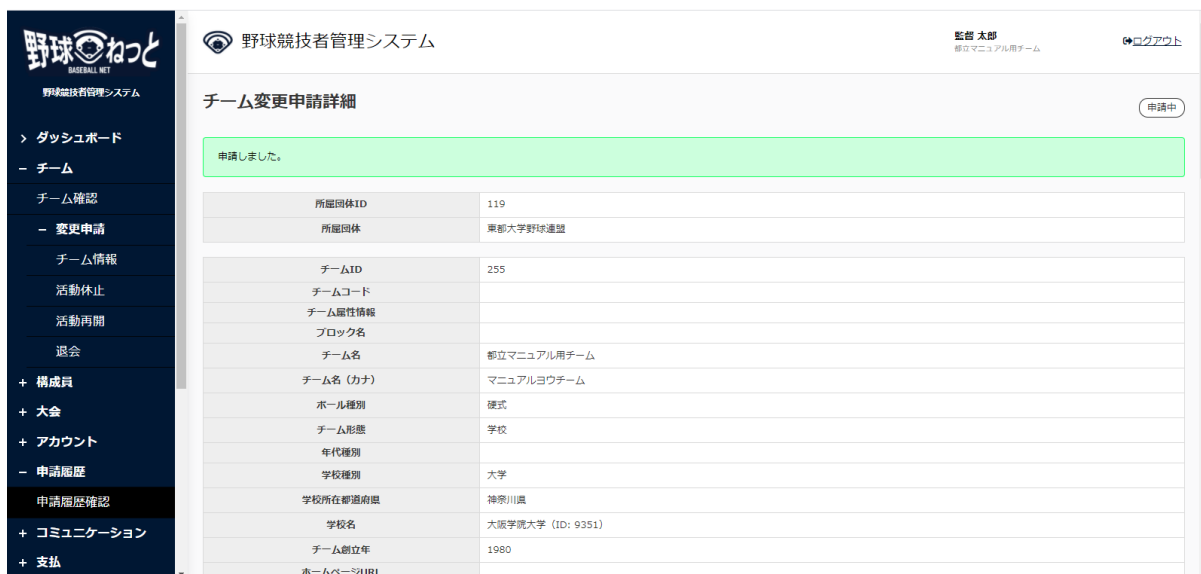 野球ねっと
BASEBALL NET
野球競技者管理システム
野球競技者管理システム
監督 太郎
都立マニュアル用チーム
ログアウト
> ダッシュボード
− チーム
チーム確認
− 変更申請
チーム情報
活動休止
活動再開
退会
+ 構成員
+ 大会
+ アカウント
− 申請履歴
申請履歴確認
+ コミュニケーション
+ 支払
チーム変更申請詳細
申請中
申請しました。
所属団体ID 119
所属団体 東都大学野球連盟
チームID 255
チームコード
チーム属性情報
ブロック名
チーム名 都立マニュアル用チーム
チーム名（カナ） マニュアルヨウチーム
ボール種別 硬式
チーム形態 学校
年代種別
学校種別 大学
学校所在都道府県 神奈川県
学校名 大阪学院大学（ID: 9351）
チーム創立年 1980
ホームページURL